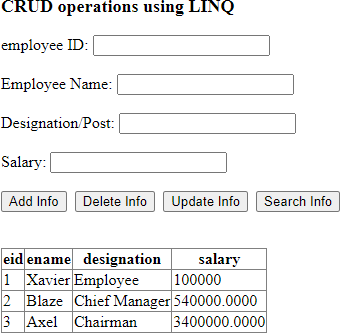 CRUD operations using LINQ
employee ID:
Employee Name:
Designation/Post:
Salary:
Add Info Delete Info Update Info Search Info
eid ename designation salary
1 Xavier Employee 100000
2 Blaze Chief Manager 540000.0000
3 Axel Chairman 3400000.0000